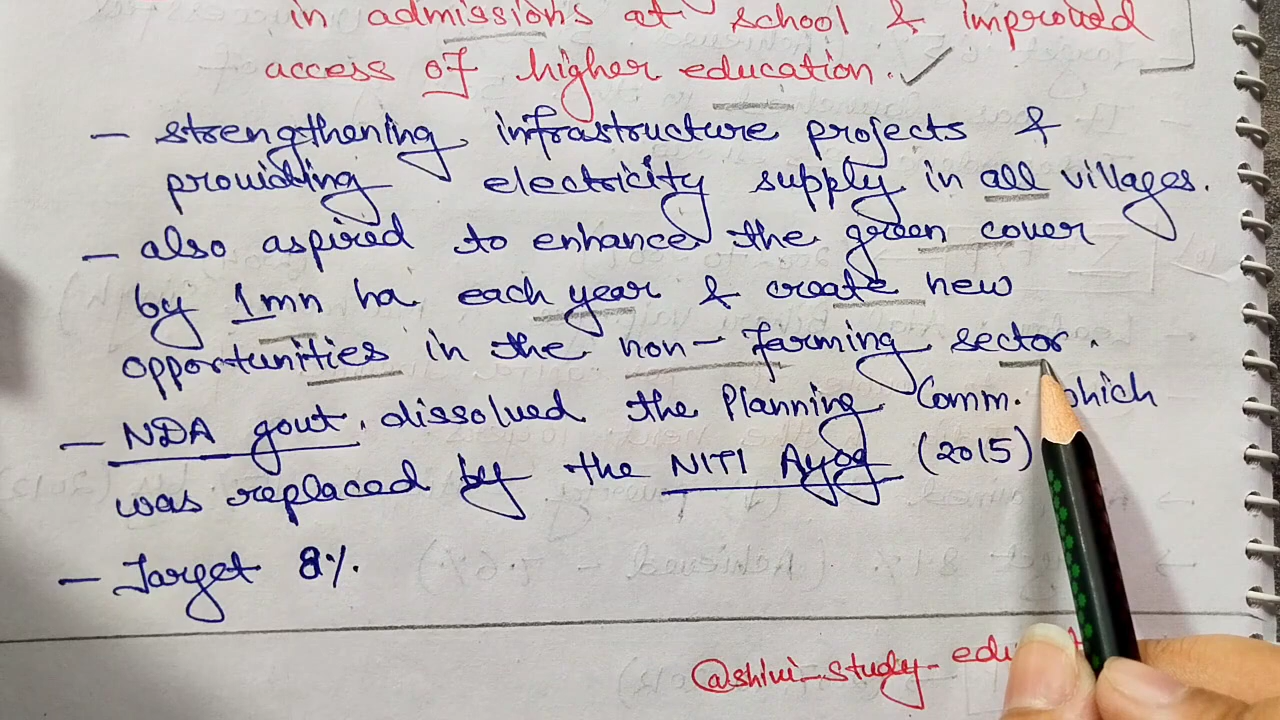 in admissions at school & improved
access of higher education.
- strengthening infrastructure projects &
providing electricity supply in all villages.
- also aspired to enhance the green cover
by 1mn ha each year & create new
opportunities in the non-farming sector.
- NDA govt. dissolved the Planning Comm. which
was replaced by the NITI Ayog (2015)
- Target 8%.
@shivi_study_edu